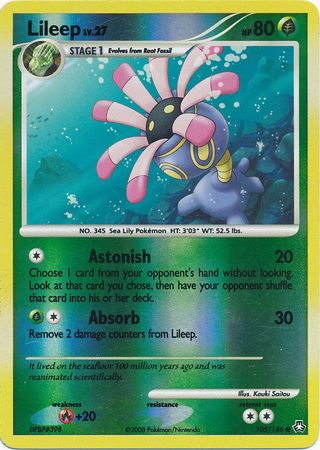 Lileep LV.27 HP 80
STAGE 1 Evolves from Root Fossil
NO. 345 Sea Lily Pokémon HT: 3'03" WT: 52.5 lbs.
Astonish 20
Choose 1 card from your opponent's hand without looking.
Look at that card you chose, then have your opponent shuffle
that card into his or her deck.
Absorb 30
Remove 2 damage counters from Lileep.
It lived on the seafloor 100 million years ago and was
reanimated scientifically.
Illus. Kouki Saitou
weakness resistance retreat cost
+20
DPBP#398 ©2008 Pokémon/Nintendo 105/146